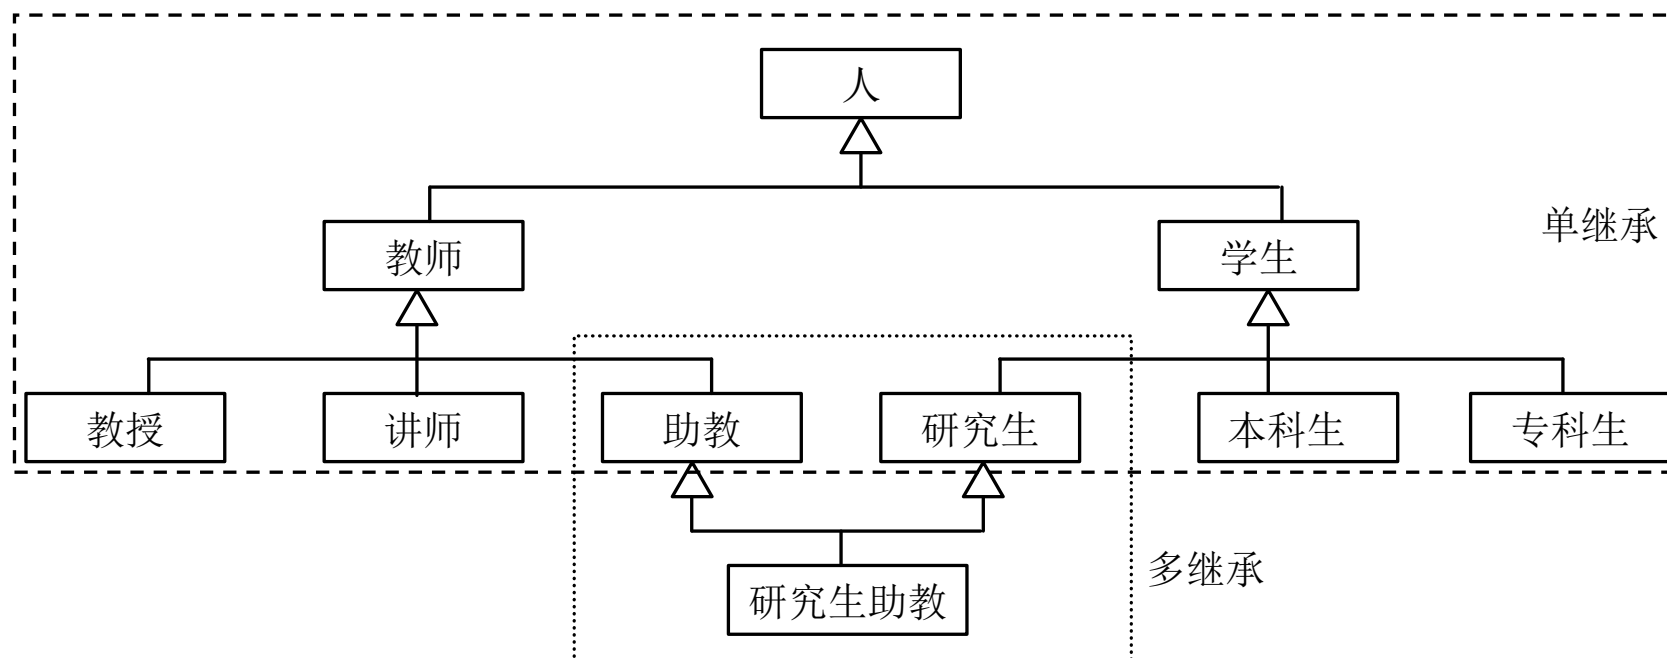 人
教师
学生
单继承
教授
讲师
助教
研究生
本科生
专科生
多继承
研究生助教